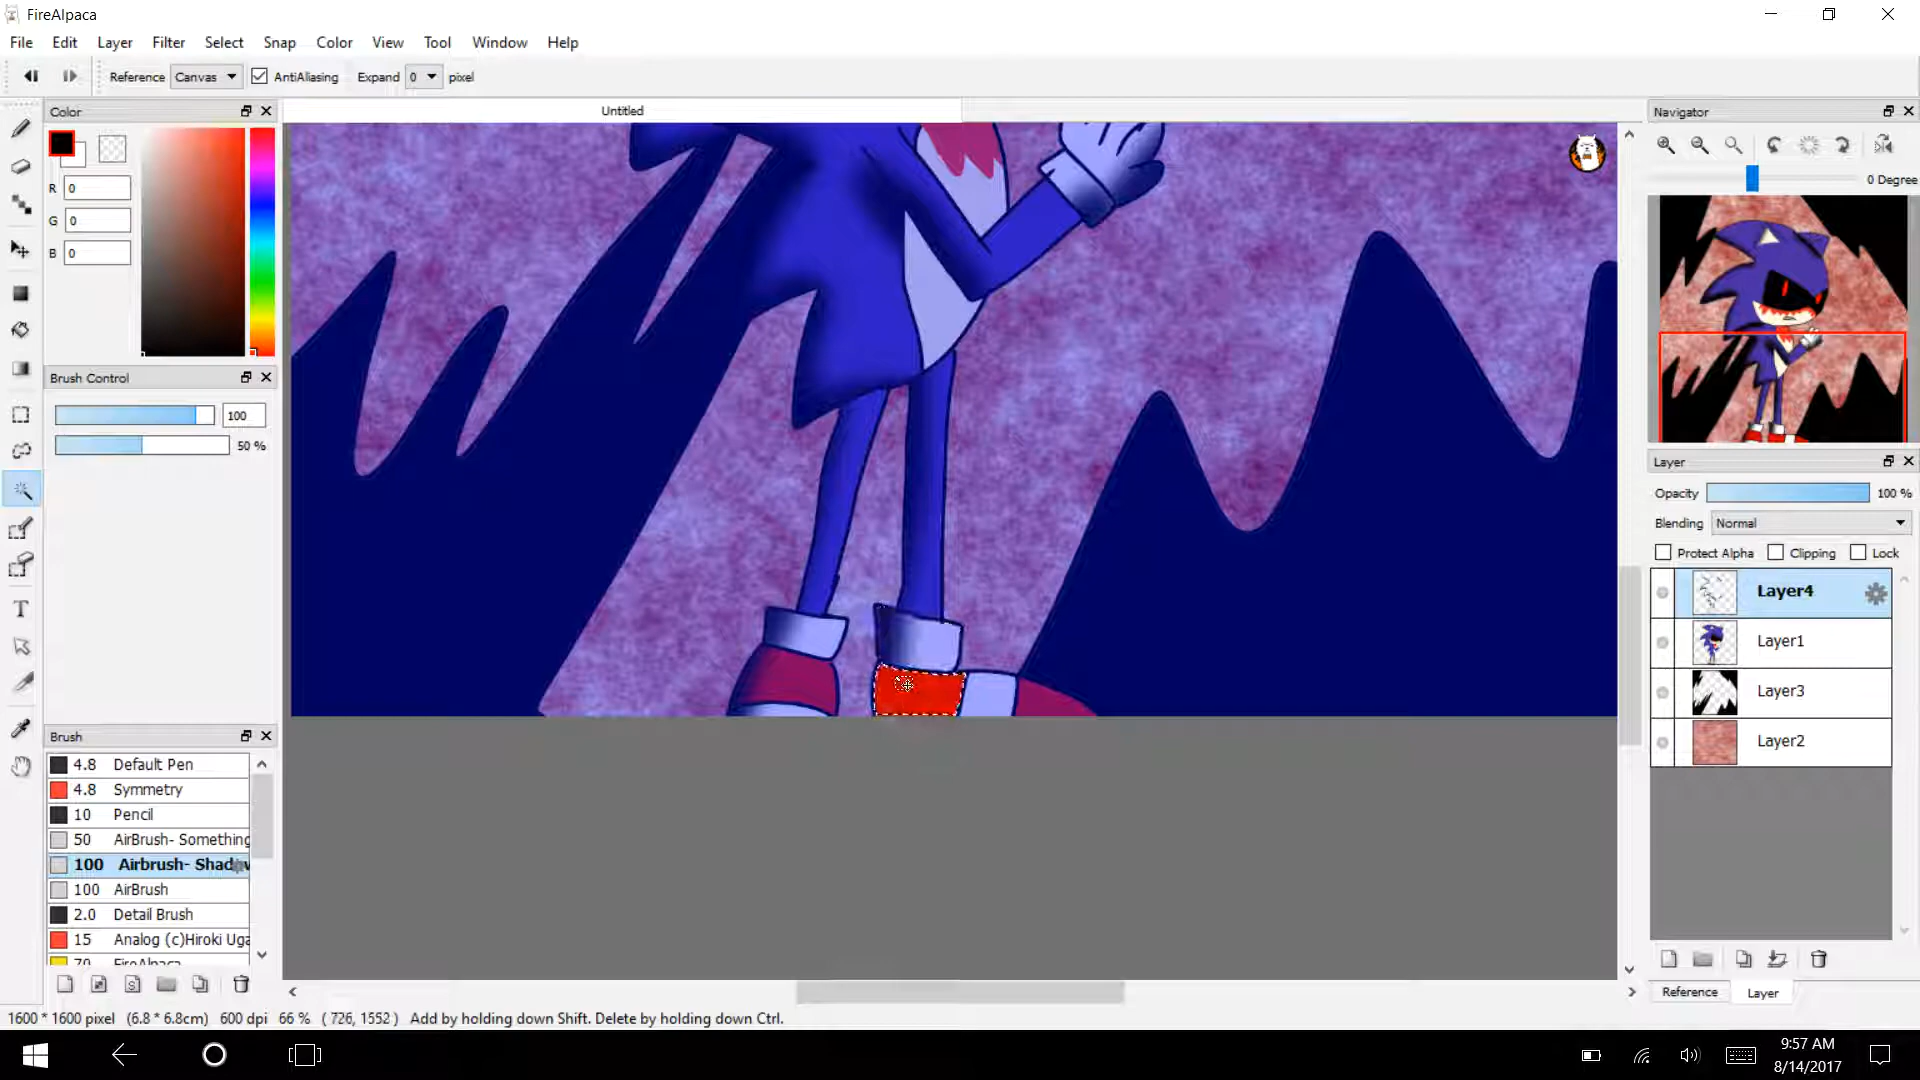 FireAlpaca
File Edit Layer Filter Select Snap Color View Tool Window Help
Reference Canvas AntiAliasing Expand 0 pixel
Color
Untitled
Navigator
R 0
G 0
B 0
0 Degree
Brush Control
100
50 %
Layer
Opacity 100 %
Blending Normal
Protect Alpha Clipping Lock
Layer4
Layer1
Layer3
Layer2
Brush
4.8 Default Pen
4.8 Symmetry
10 Pencil
50 AirBrush- Something
100 Airbrush- Shadow
100 AirBrush
2.0 Detail Brush
15 Analog (c)Hiroki Uga
70 FireAlpaca
Reference Layer
1600 * 1600 pixel (6.8 * 6.8cm) 600 dpi 66 % ( 726, 1552 ) Add by holding down Shift. Delete by holding down Ctrl.
T
9:57 AM
8/14/2017